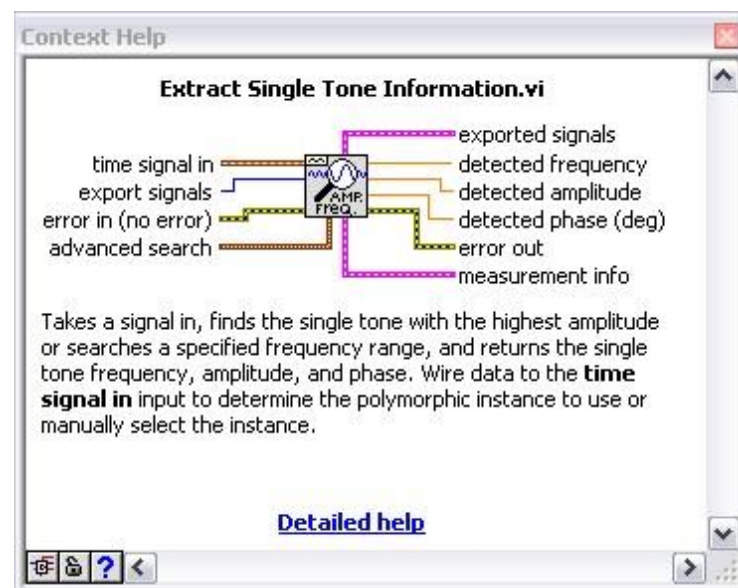 Context Help
Extract Single Tone Information.vi
exported signals
time signal in
detected frequency
export signals
detected amplitude
error in (no error)
detected phase (deg)
advanced search
error out
measurement info
AMP.
Freq.
Takes a signal in, finds the single tone with the highest amplitude
or searches a specified frequency range, and returns the single
tone frequency, amplitude, and phase. Wire data to the time
signal in input to determine the polymorphic instance to use or
manually select the instance.
Detailed help
?